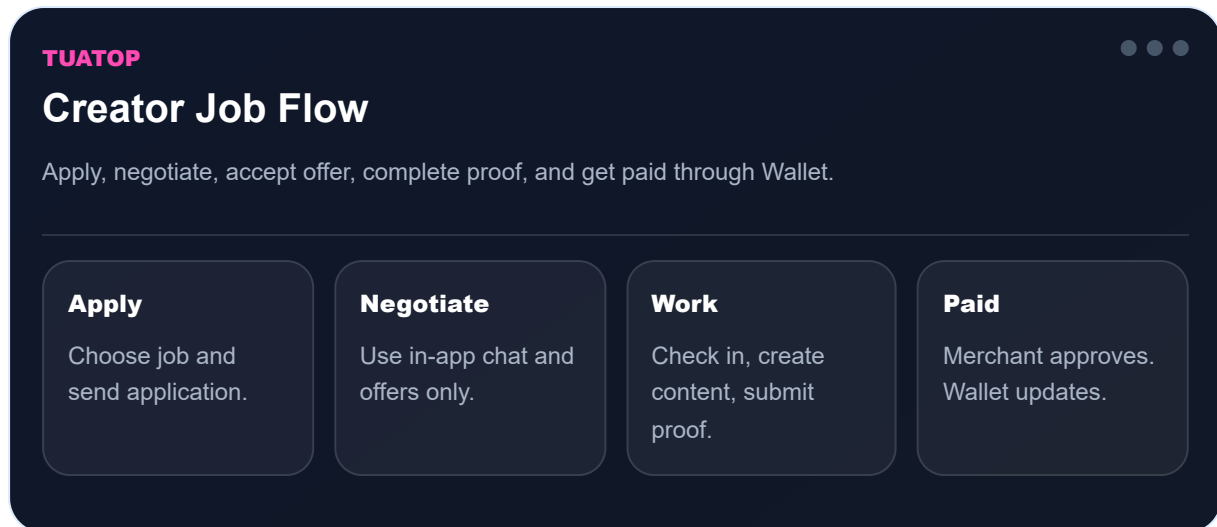 TUATOP
Creator Job Flow
Apply, negotiate, accept offer, complete proof, and get paid through Wallet.
Apply
Choose job and
send application.
Negotiate
Use in-app chat and
offers only.
Work
Check in, create
content, submit
proof.
Paid
Merchant approves.
Wallet updates.